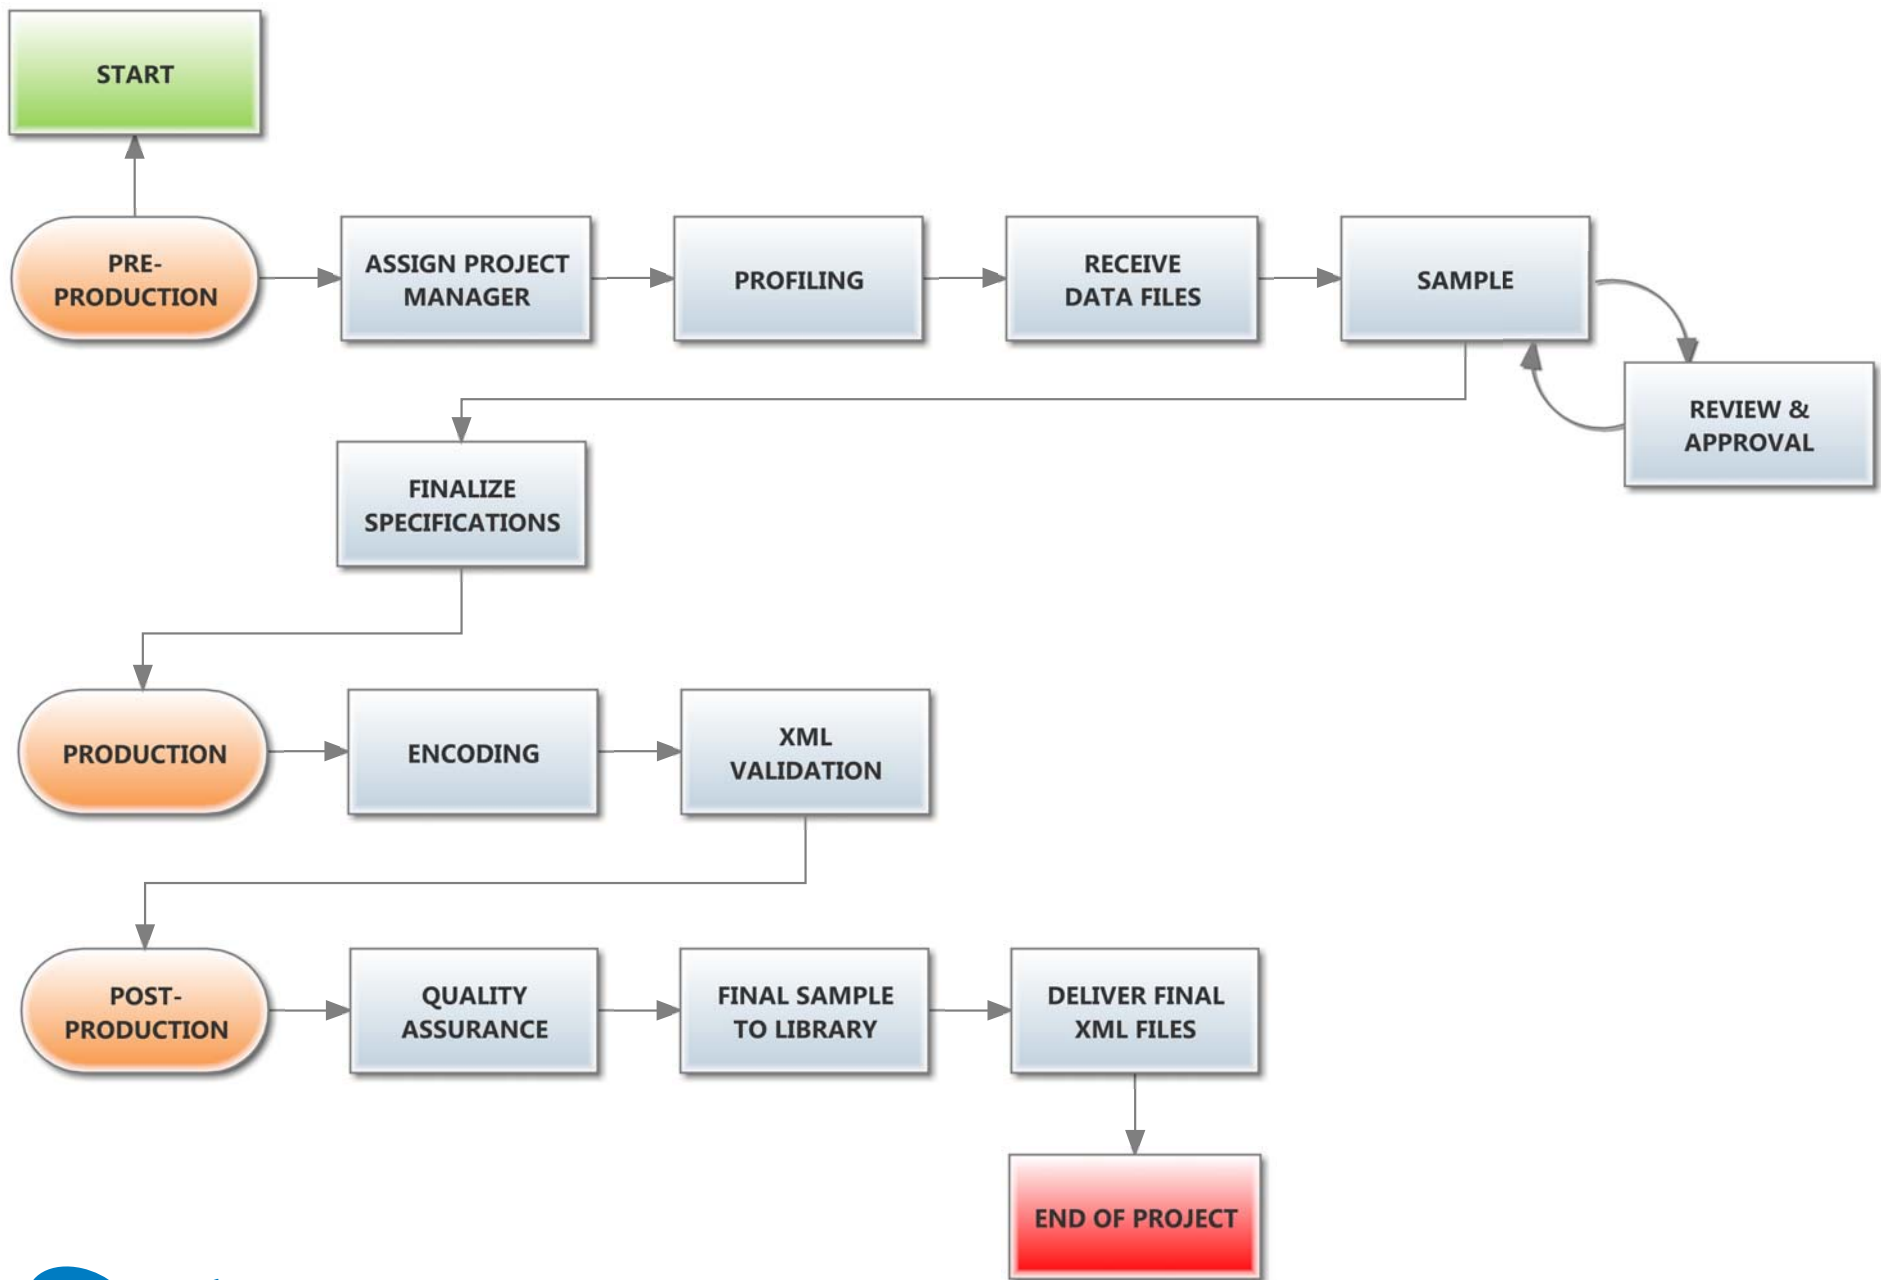 START
PRE-
PRODUCTION
ASSIGN PROJECT
MANAGER
PROFILING
RECEIVE
DATA FILES
SAMPLE
REVIEW &
APPROVAL
FINALIZE
SPECIFICATIONS
PRODUCTION
ENCODING
XML
VALIDATION
POST-
PRODUCTION
QUALITY
ASSURANCE
FINAL SAMPLE
TO LIBRARY
DELIVER FINAL
XML FILES
END OF PROJECT